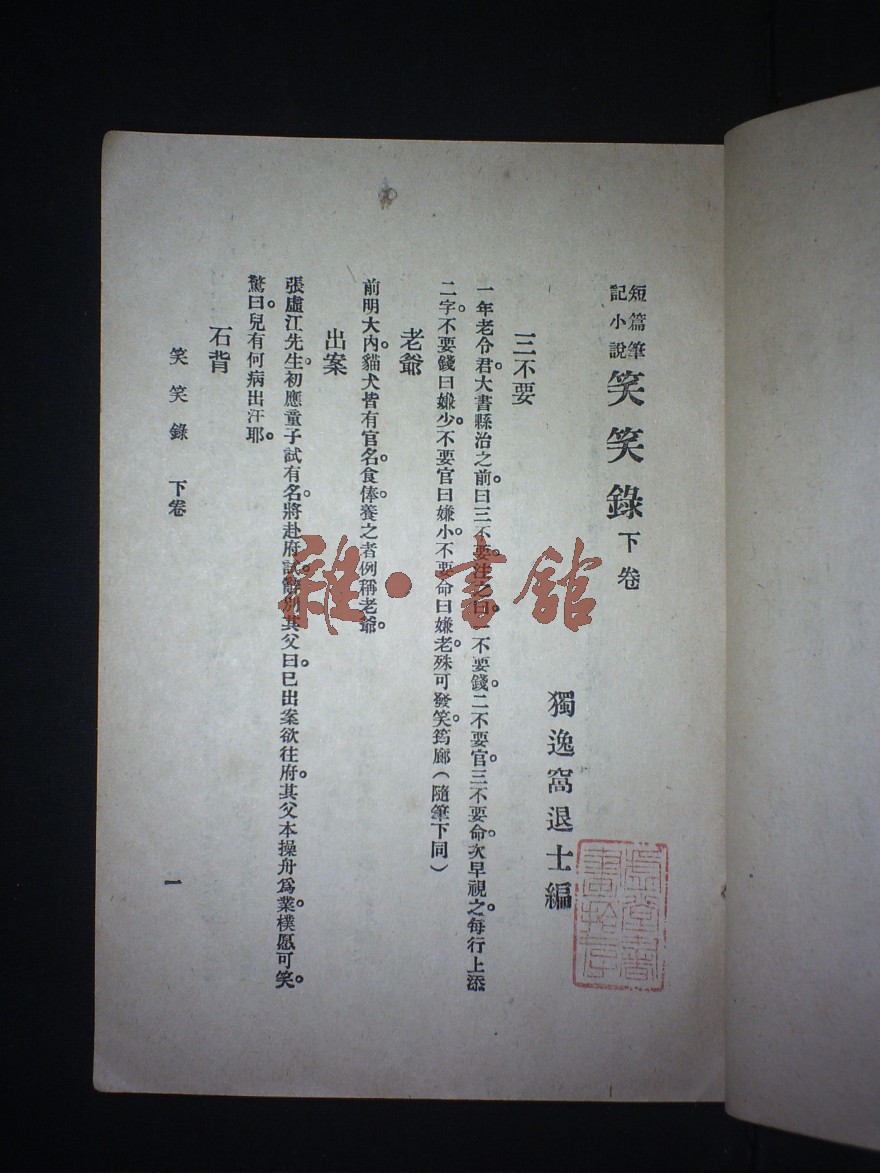 短篇筆記小說 笑笑錄 下卷
獨逸窩退士編
三不要
一年老令君。大書縣治之前。曰三不要。注之曰。一不要錢。二不要官。三不要命。次早視之。每行上添
二字。不要錢曰嫌少。不要官曰嫌小。不要命曰嫌老。殊可發笑。筠廊(隨筆下同)
老爺
前明大內。貓犬皆有官名。食俸。養之者例稱老爺。
出案
張虛江先生。初應童子試有名。將赴府試。辭別其父曰。已出案欲往府。其父本操舟爲業。樸愿可笑。
驚曰。兒有何病出汗耶。
石背
笑笑錄 下卷
一
雜·書館